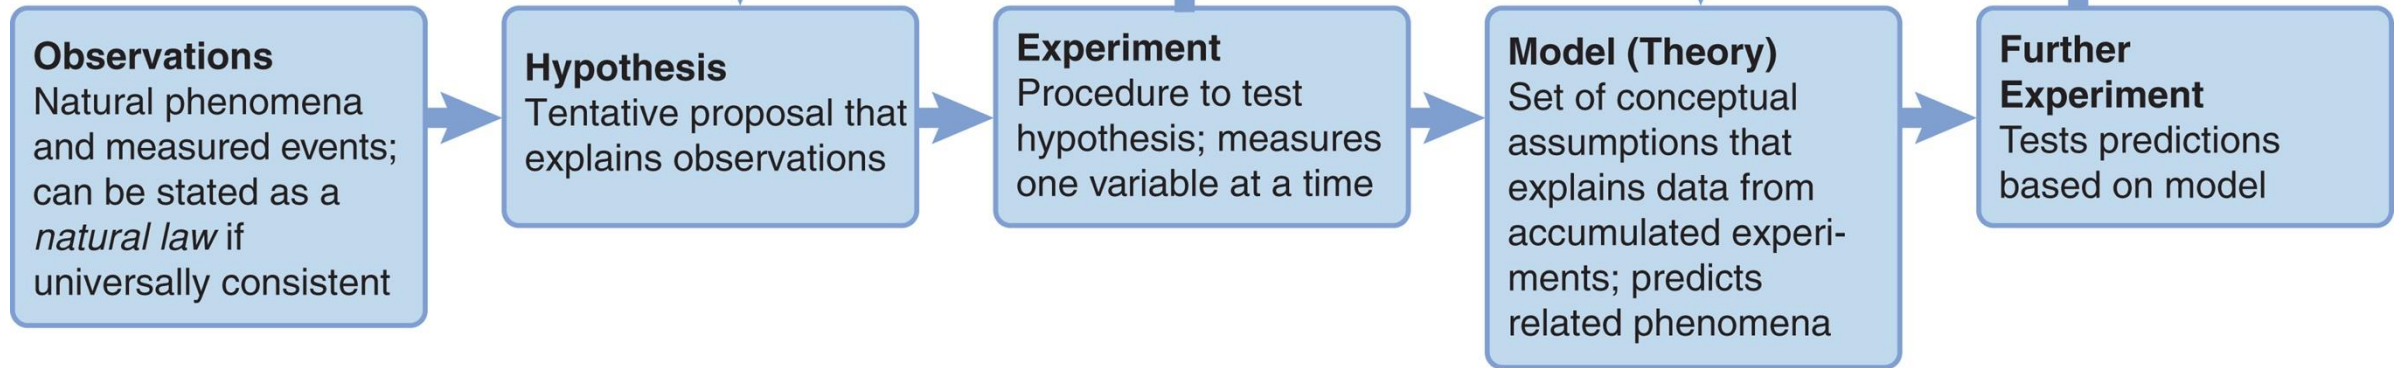 Observations
Natural phenomena
and measured events;
can be stated as a
natural law if
universally consistent
Hypothesis
Tentative proposal that
explains observations
Experiment
Procedure to test
hypothesis; measures
one variable at a time
Model (Theory)
Set of conceptual
assumptions that
explains data from
accumulated experi-
ments; predicts
related phenomena
Further
Experiment
Tests predictions
based on model